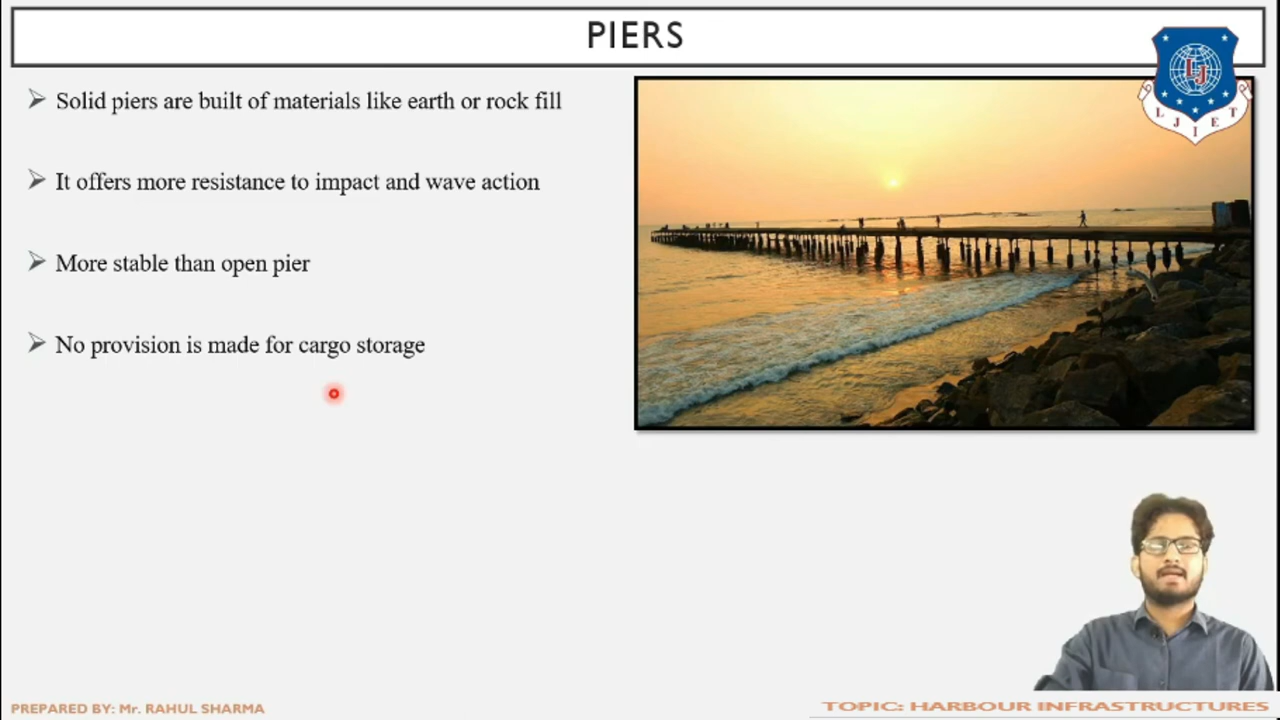 PIERS
Solid piers are built of materials like earth or rock fill
It offers more resistance to impact and wave action
More stable than open pier
No provision is made for cargo storage
LJ
L J I E T
PREPARED BY: Mr. RAHUL SHARMA
TOPIC: HARBOUR INFRASTRUCTURES